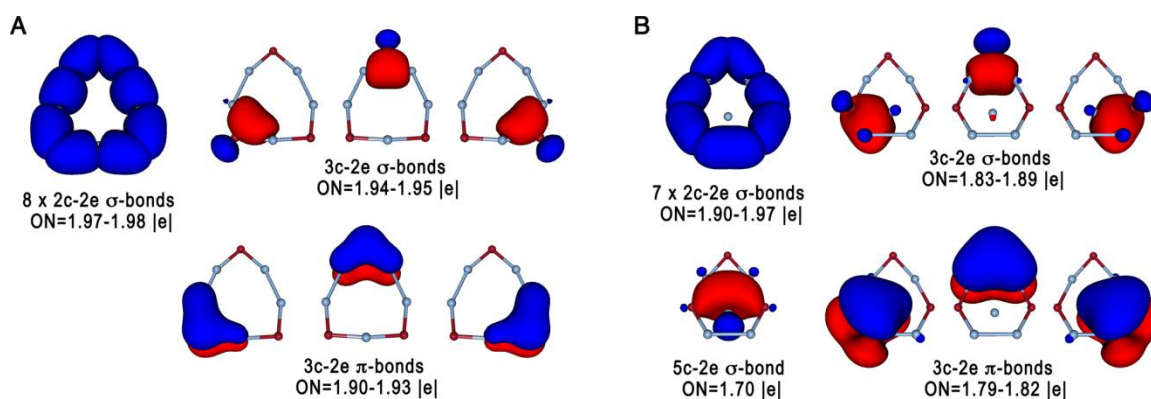 A
8 x 2c-2e σ-bonds
ON=1.97-1.98 |e|
3c-2e σ-bonds
ON=1.94-1.95 |e|
3c-2e π-bonds
ON=1.90-1.93 |e|
B
7 x 2c-2e σ-bonds
ON=1.90-1.97 |e|
3c-2e σ-bonds
ON=1.83-1.89 |e|
5c-2e σ-bond
ON=1.70 |e|
3c-2e π-bonds
ON=1.79-1.82 |e|